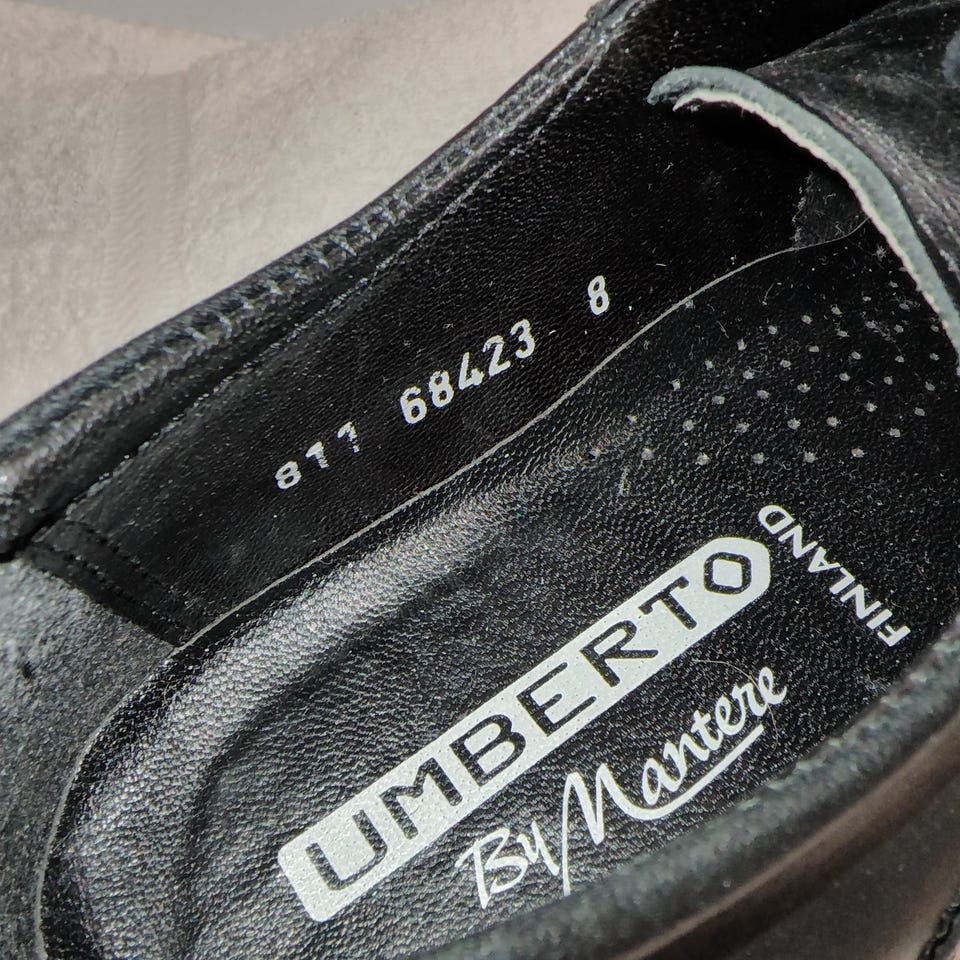 811 68423 8
UMBERTO
By Mantere
FINLAND